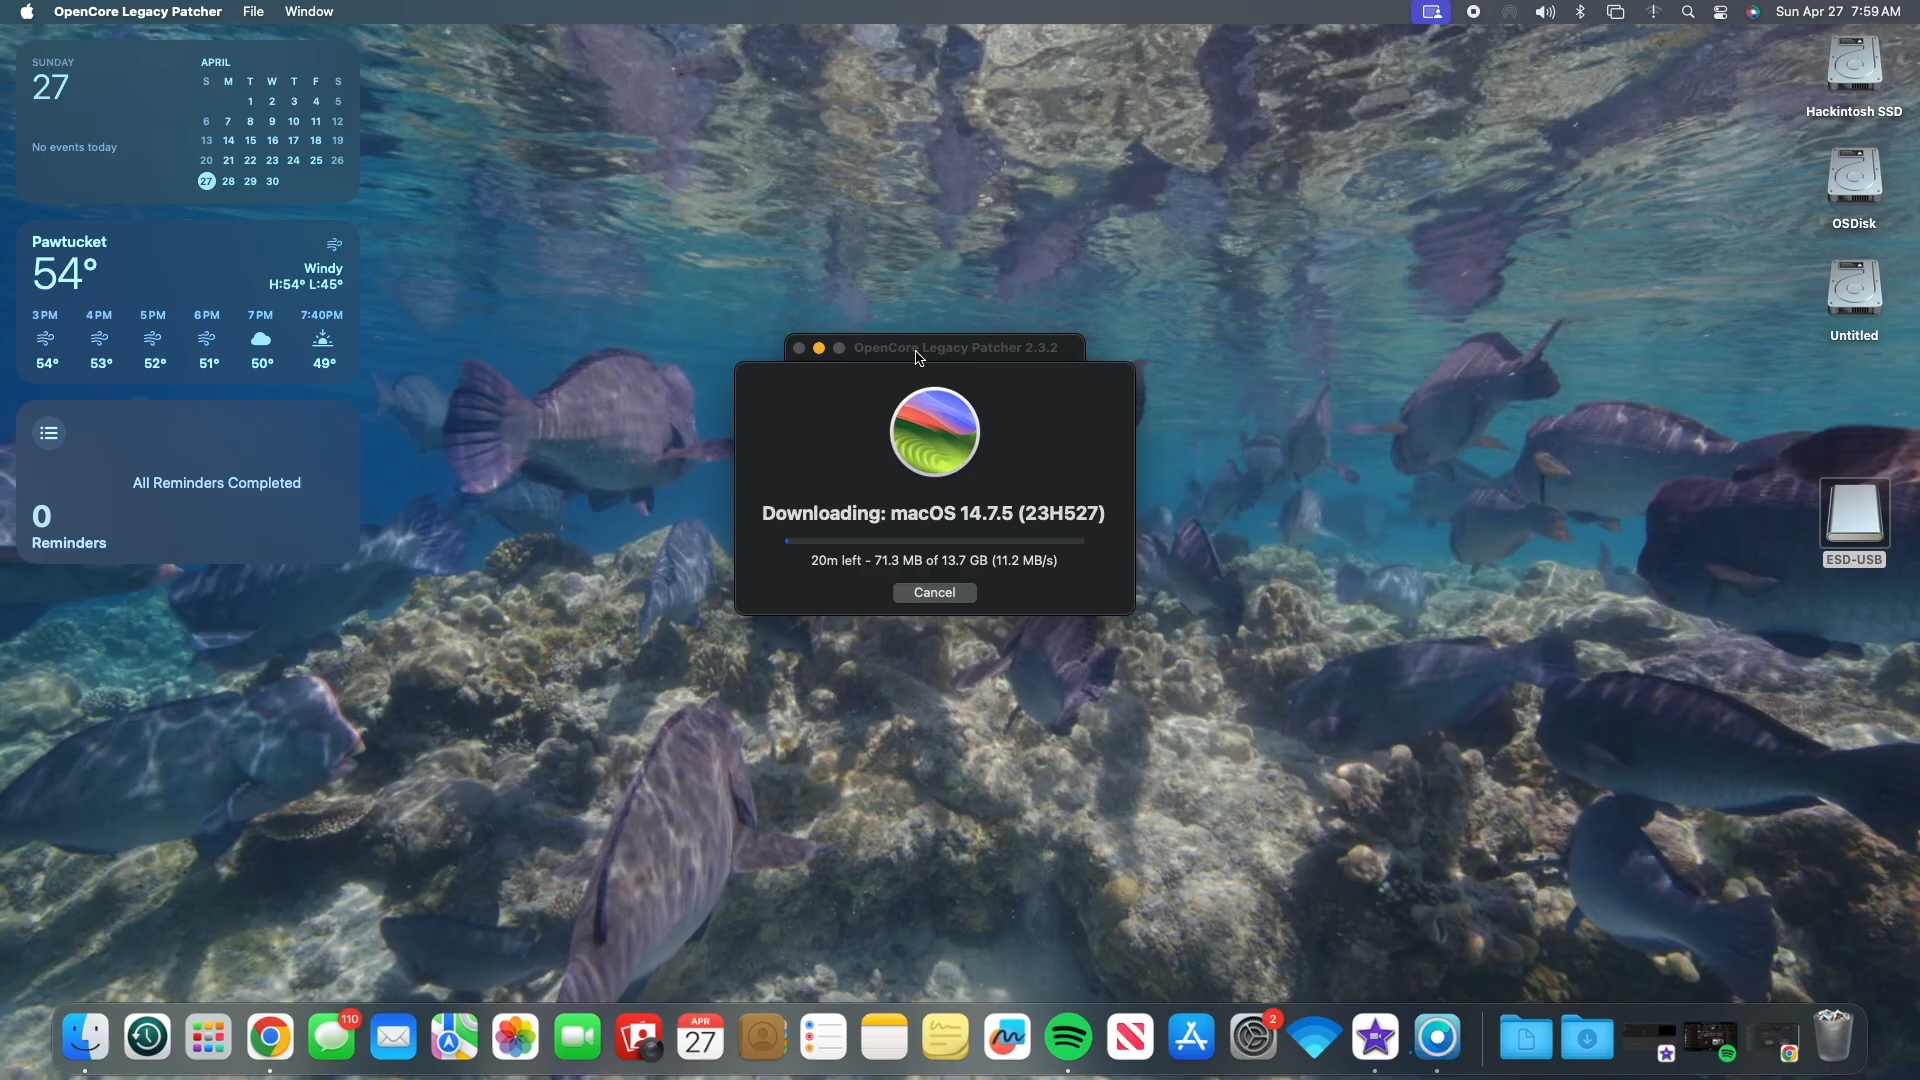 OpenCore Legacy Patcher File Window
Sun Apr 27 7:59 AM
SUNDAY
27
No events today
APRIL
S M T W T F S
1 2 3 4 5
6 7 8 9 10 11 12
13 14 15 16 17 18 19
20 21 22 23 24 25 26
27 28 29 30
Pawtucket
54°
Windy
H:54° L:45°
3 PM 4 PM 5 PM 6 PM 7 PM 7:40PM
54° 53° 52° 51° 50° 49°
All Reminders Completed
0
Reminders
OpenCore Legacy Patcher 2.3.2
Downloading: macOS 14.7.5 (23H527)
20m left - 71.3 MB of 13.7 GB (11.2 MB/s)
Cancel
Hackintosh SSD
OSDisk
Untitled
ESD-USB
110
APR
27
2